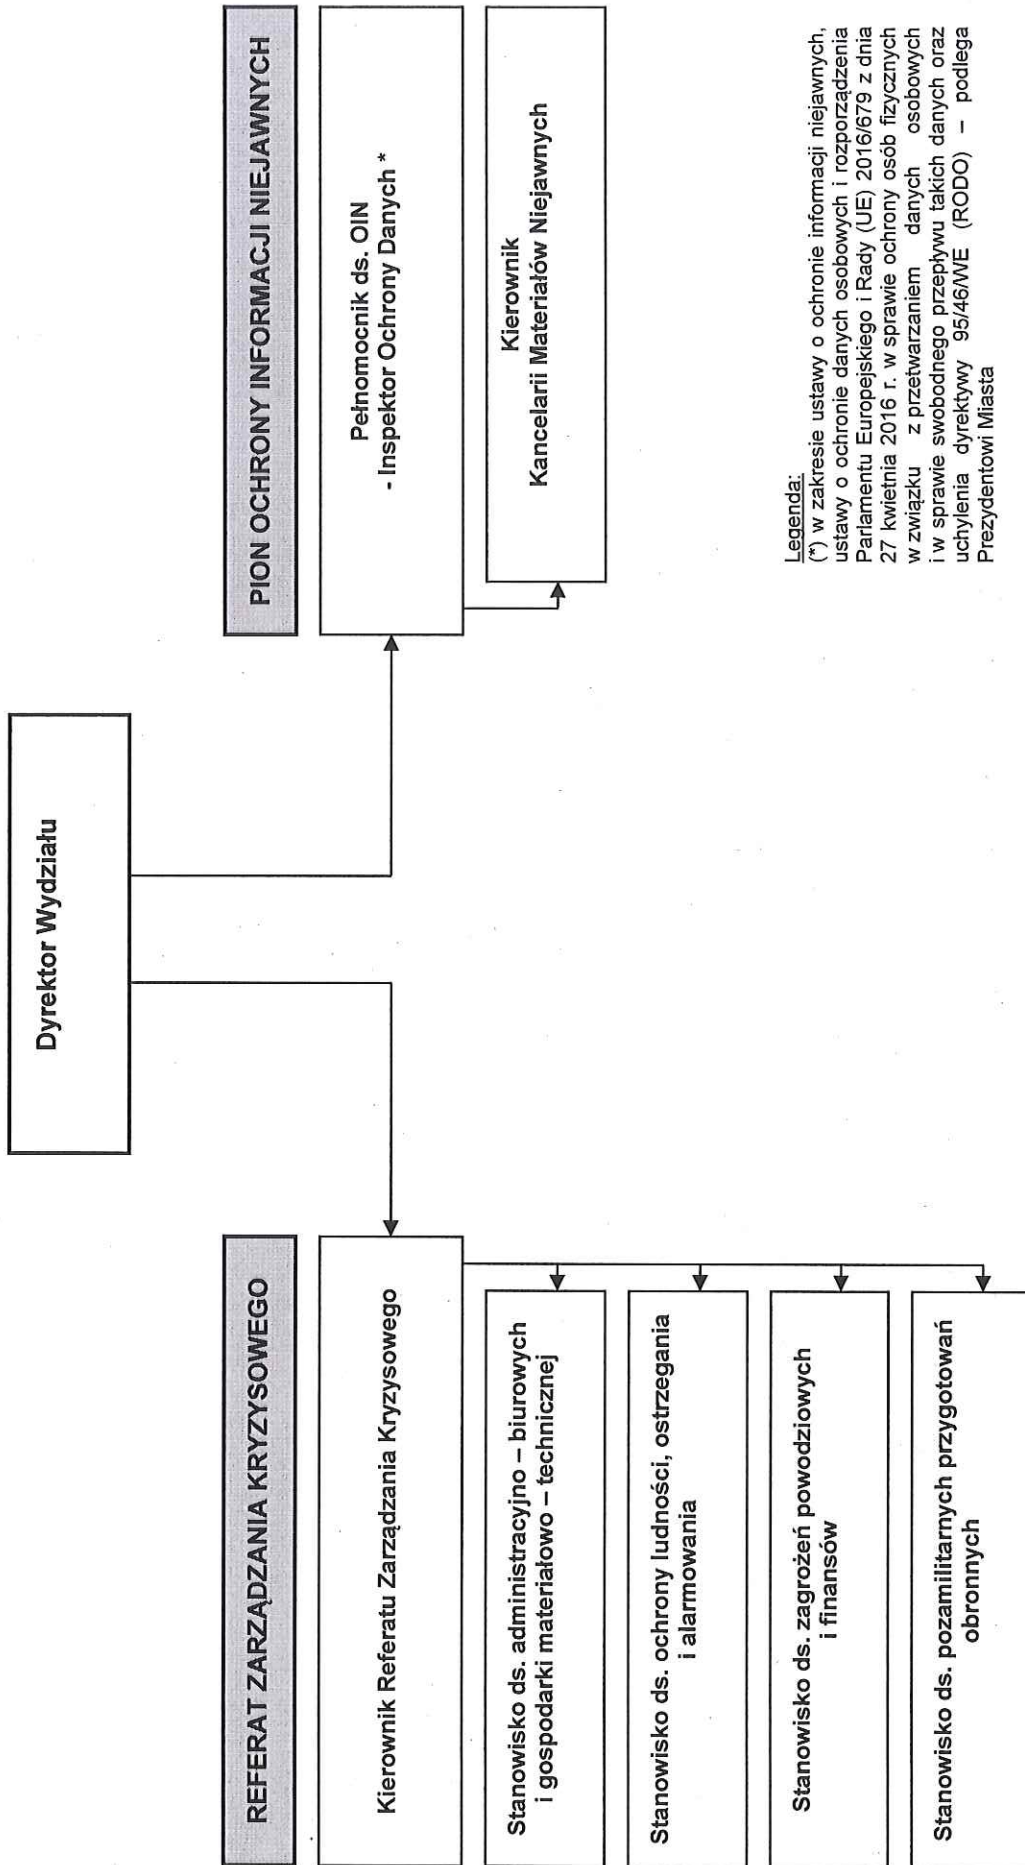 Dyrektor Wydziału
REFERAT ZARZĄDZANIA KRYZYSOWEGO
Kierownik Referatu Zarządzania Kryzysowego
Stanowisko ds. administracyjno – biurowych
i gospodarki materiałowo – technicznej
Stanowisko ds. ochrony ludności, ostrzegania
i alarmowania
Stanowisko ds. zagrożeń powodziowych
i finansów
Stanowisko ds. pozamilitarnych przygotowań
obronnych
PION OCHRONY INFORMACJI NIEJAWNYCH
Pełnomocnik ds. OIN
- Inspektor Ochrony Danych *
Kierownik
Kancelarii Materiałów Niejawnych
Legenda:
(*) w zakresie ustawy o ochronie informacji niejawnych,
ustawy o ochronie danych osobowych i rozporządzenia
Parlamentu Europejskiego i Rady (UE) 2016/679 z dnia
27 kwietnia 2016 r. w sprawie ochrony osób fizycznych
w związku z przetwarzaniem danych osobowych
i w sprawie swobodnego przepływu takich danych oraz
uchylenia dyrektywy 95/46/WE (RODO) – podlega
Prezydentowi Miasta